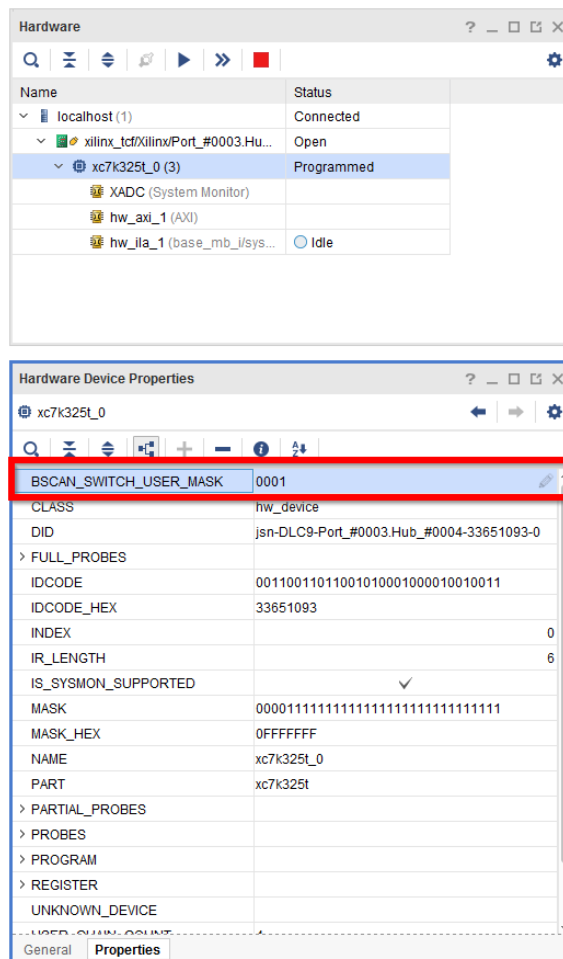 Hardware
Name Status
localhost (1) Connected
xilinx_tcf/Xilinx/Port_#0003.Hu... Open
xc7k325t_0 (3) Programmed
XADC (System Monitor)
hw_axi_1 (AXI)
hw_ila_1 (base_mb_i/sys... Idle
Hardware Device Properties
xc7k325t_0
BSCAN_SWITCH_USER_MASK 0001
CLASS hw_device
DID jsn-DLC9-Port_#0003.Hub_#0004-33651093-0
FULL_PROBES
IDCODE 00110011011001010001000010010011
IDCODE_HEX 33651093
INDEX 0
IR_LENGTH 6
IS_SYSMON_SUPPORTED
MASK 00001111111111111111111111111111
MASK_HEX 0FFFFFFF
NAME xc7k325t_0
PART xc7k325t
PARTIAL_PROBES
PROBES
PROGRAM
REGISTER
UNKNOWN_DEVICE
General Properties